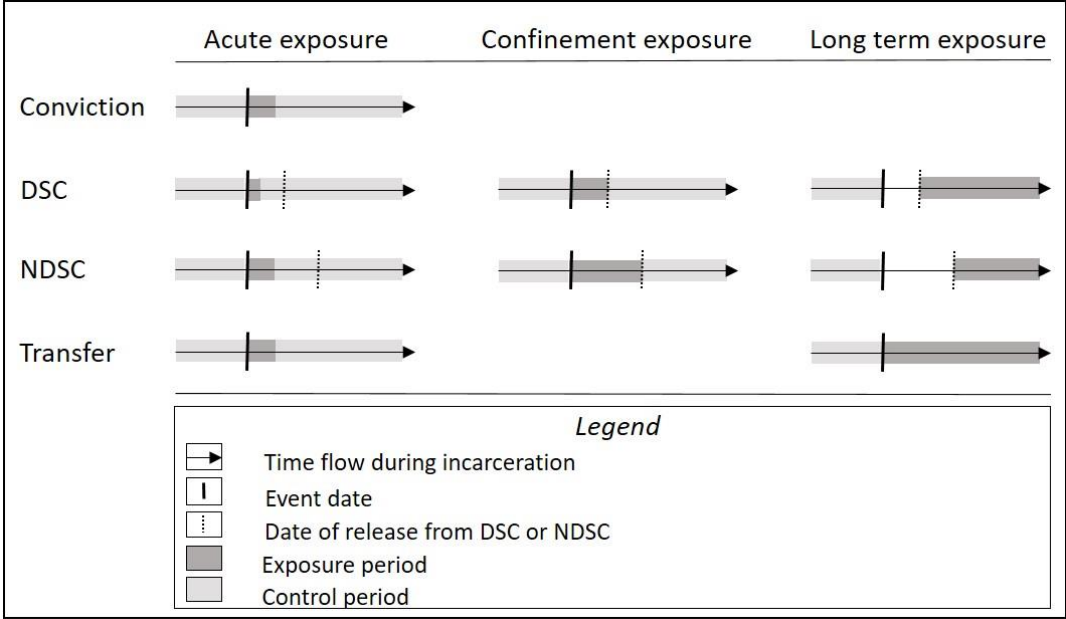 Acute exposure Confinement exposure Long term exposure
Conviction
DSC
NDSC
Transfer
Legend
Time flow during incarceration
Event date
Date of release from DSC or NDSC
Exposure period
Control period